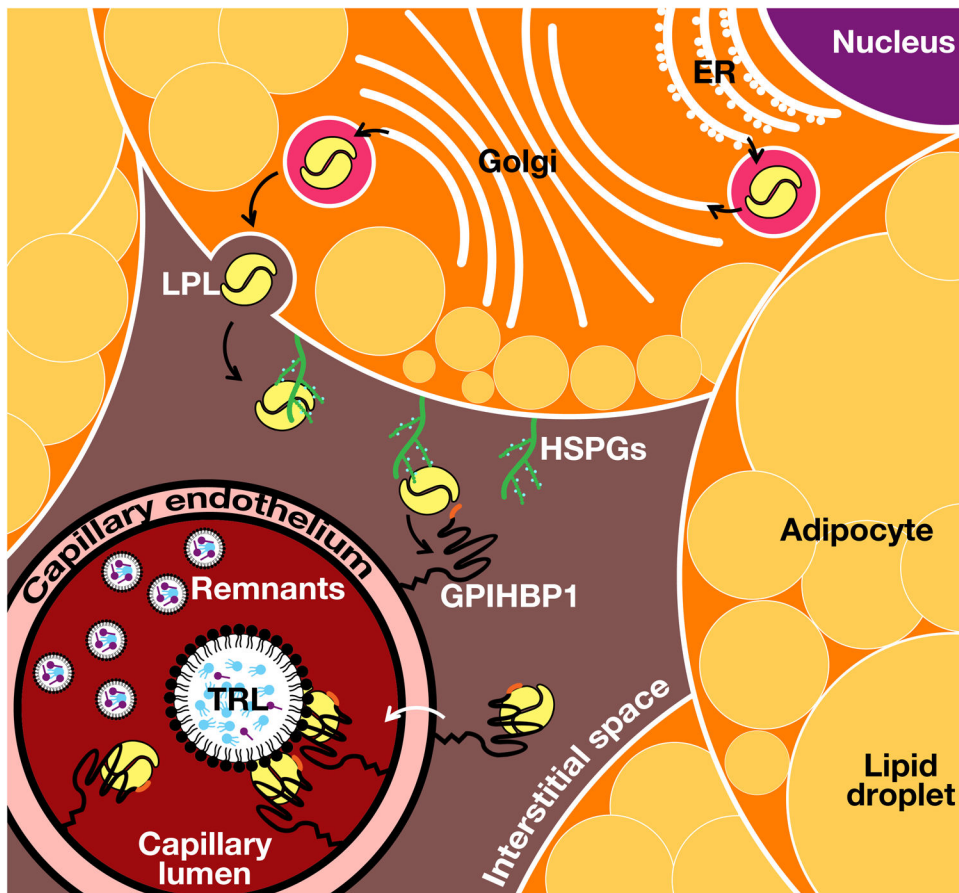 Nucleus
ER
Golgi
LPL
HSPGs
Capillary endothelium
Adipocyte
Remnants
GPIHBP1
TRL
Interstitial space
Lipid
droplet
Capillary
lumen